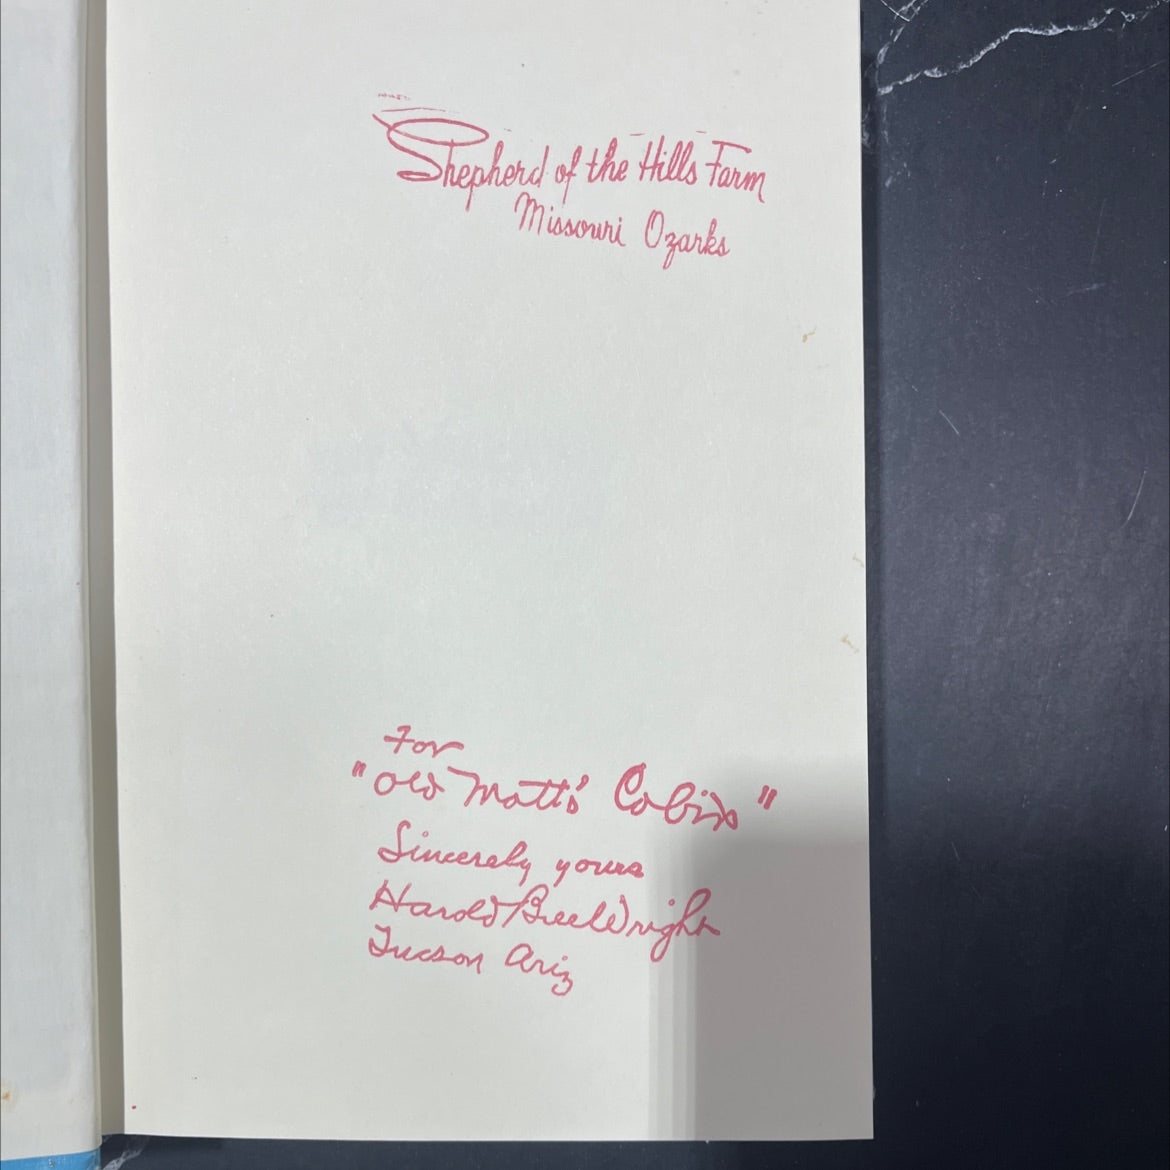 Shepherd of the Hills Farm
Missouri Ozarks
For
"Old Matt's Cabin"
Sincerely yours
Harold Bell Wright
Tucson Ariz